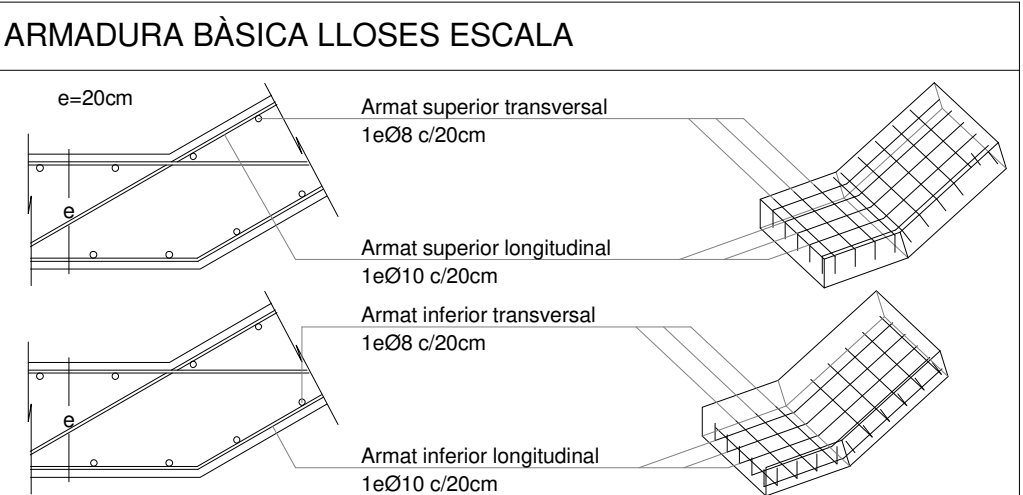 ARMADURA BÀSICA LLOSES ESCALA
e=20cm
Armat superior transversal
1eØ8 c/20cm
e
Armat superior longitudinal
1eØ10 c/20cm
Armat inferior transversal
1eØ8 c/20cm
e
Armat inferior longitudinal
1eØ10 c/20cm